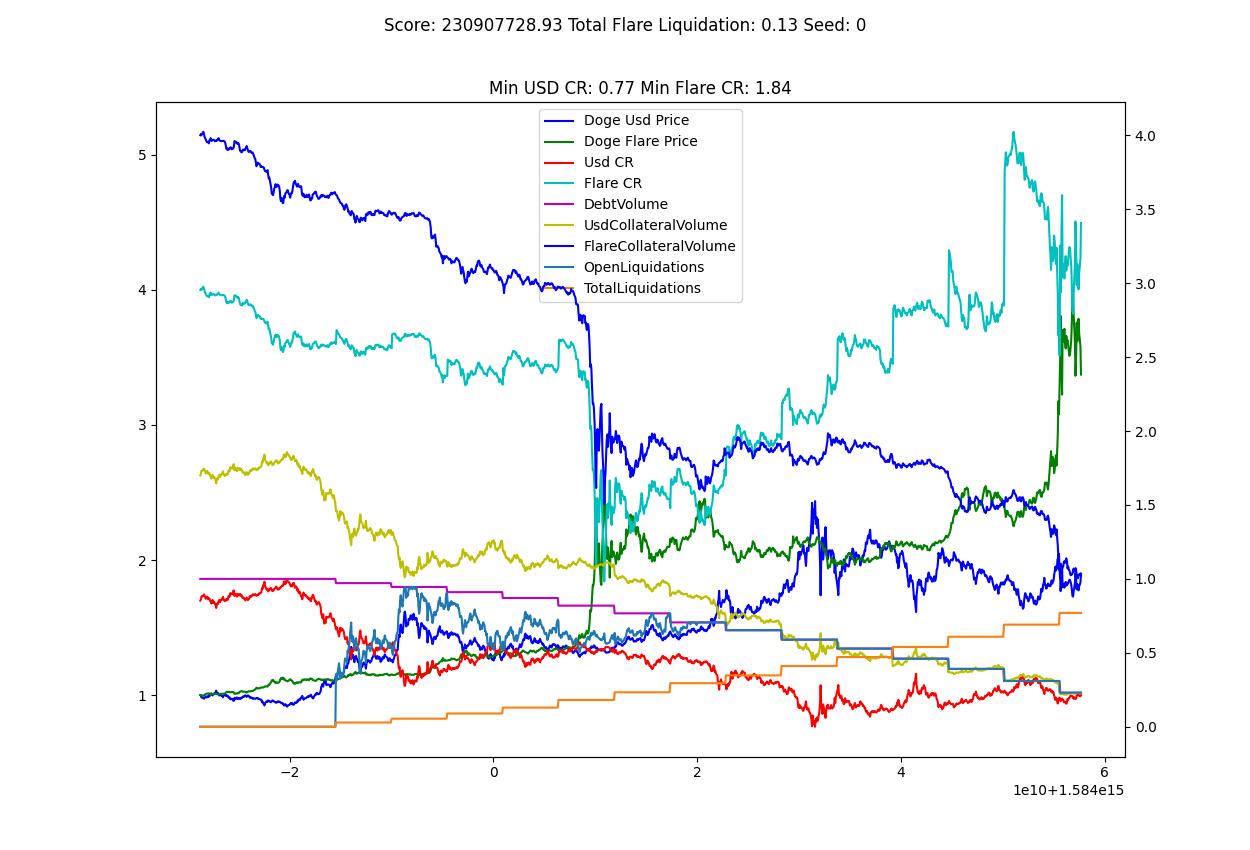 Score: 230907728.93 Total Flare Liquidation: 0.13 Seed: 0
Min USD CR: 0.77 Min Flare CR: 1.84
Doge Usd Price
Doge Flare Price
Usd CR
Flare CR
DebtVolume
UsdCollateralVolume
FlareCollateralVolume
OpenLiquidations
TotalLiquidations
5
4
3
2
1
4.0
3.5
3.0
2.5
2.0
1.5
1.0
0.5
0.0
−2
0
2
4
6
1e10+1.584e15